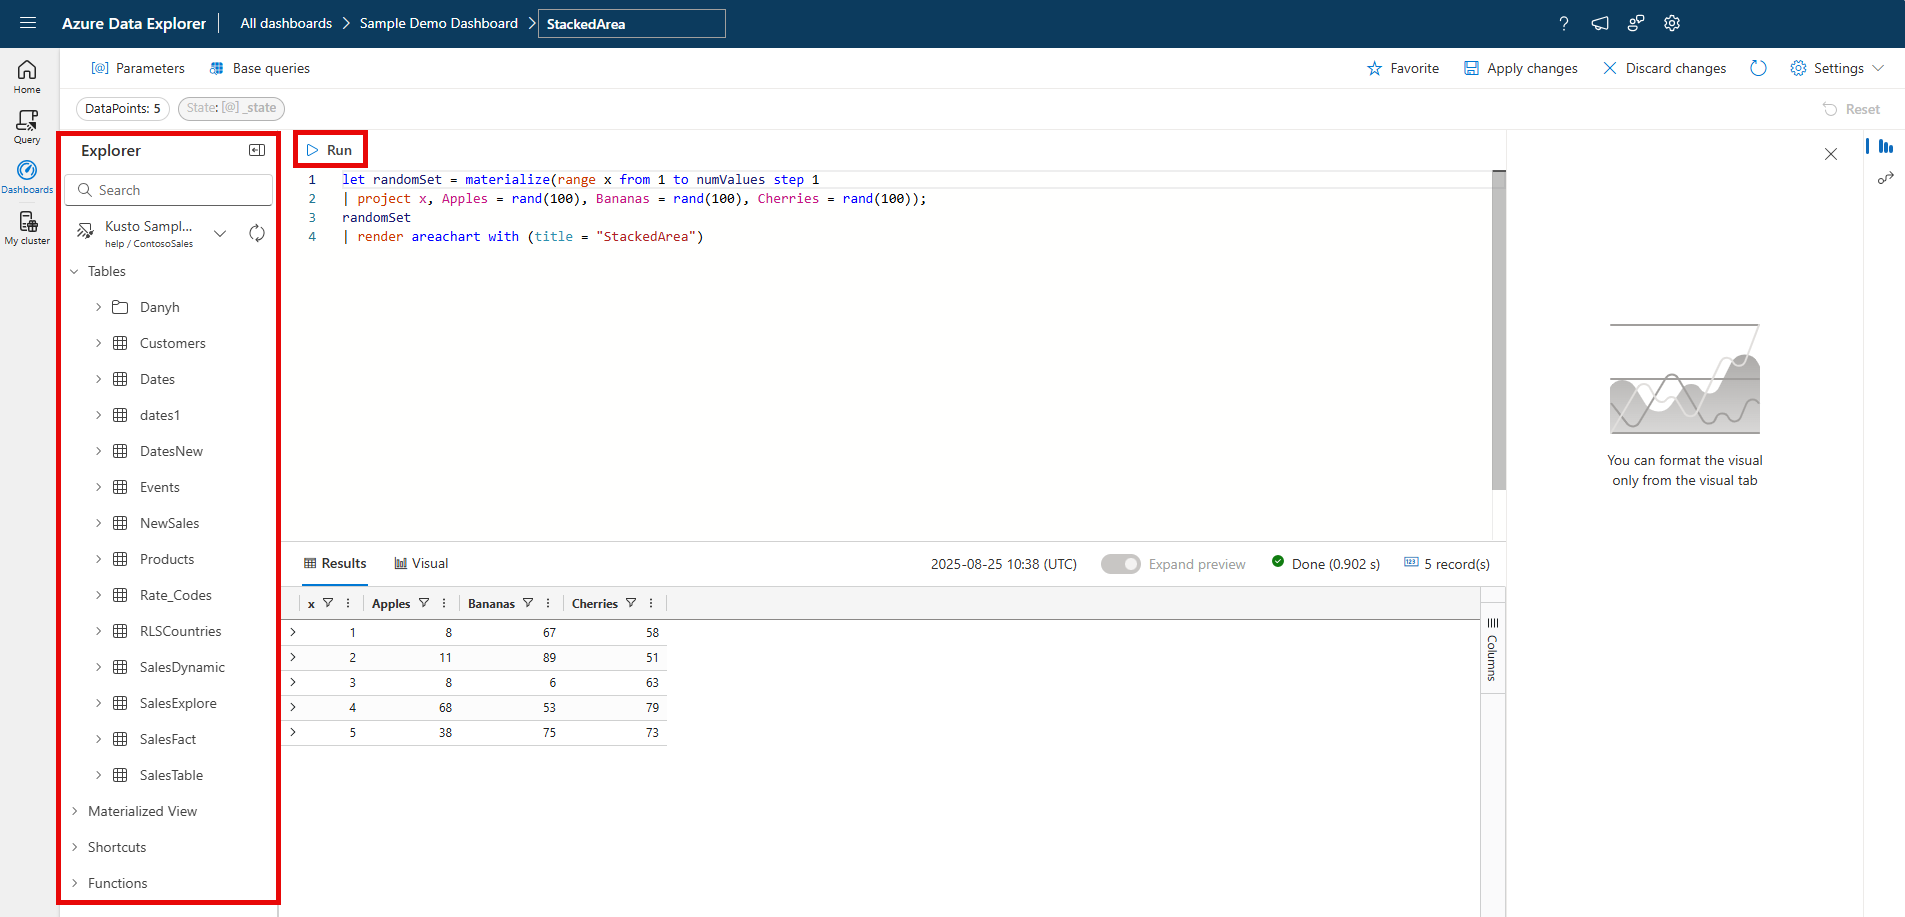 Azure Data Explorer All dashboards Sample Demo Dashboard StackedArea
Parameters Base queries Favorite Apply changes Discard changes Settings
DataPoints: 5 State: [@] _state Reset
Home
Query
Dashboards
My cluster
Explorer
Search
Kusto Sampl...
help / ContosoSales
Tables
Danyh
Customers
Dates
dates1
DatesNew
Events
NewSales
Products
Rate_Codes
RLSCountries
SalesDynamic
SalesExplore
SalesFact
SalesTable
Materialized View
Shortcuts
Functions
Run
1 let randomSet = materialize(range x from 1 to numValues step 1
2 | project x, Apples = rand(100), Bananas = rand(100), Cherries = rand(100));
3 randomSet
4 | render areachart with (title = "StackedArea")
You can format the visual
only from the visual tab
Results Visual 2025-08-25 10:38 (UTC) Expand preview Done (0.902 s) 5 record(s)
x Apples Bananas Cherries
1 8 67 58
2 11 89 51
3 8 6 63
4 68 53 79
5 38 75 73
Columns